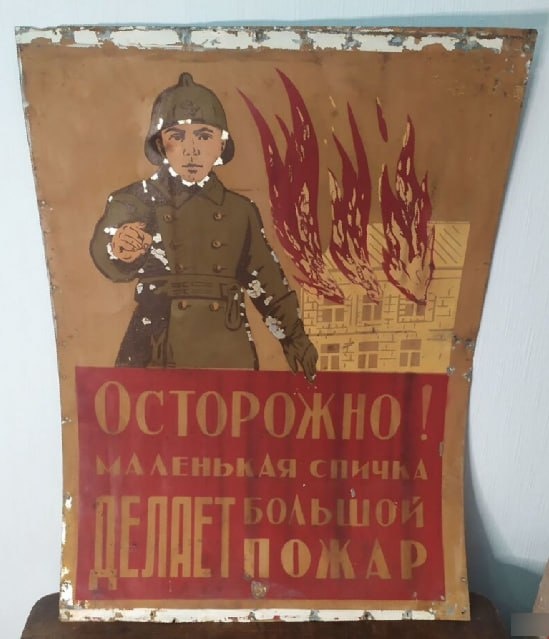 ОСТОРОЖНО!
МАЛЕНЬКАЯ СПИЧКА
ДЕЛАЕТ БОЛЬШОЙ
ПОЖАР